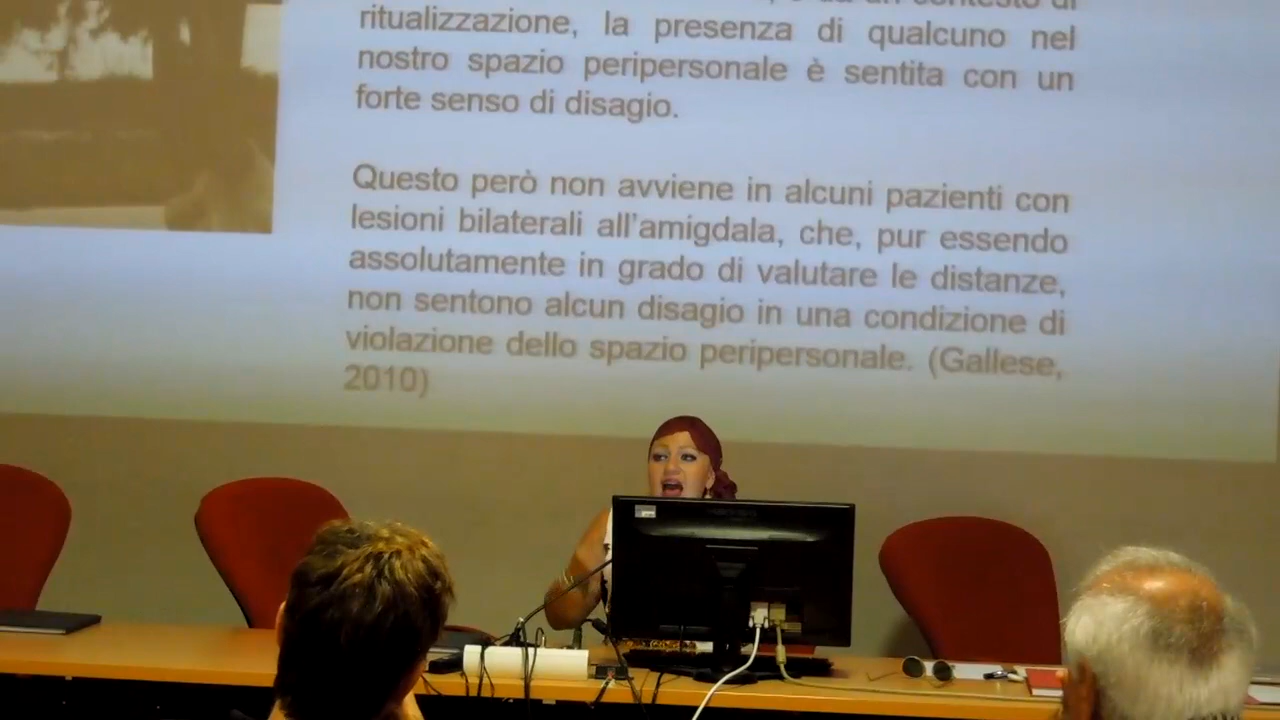 ritualizzazione, la presenza di qualcuno nel
nostro spazio peripersonale è sentita con un
forte senso di disagio.
Questo però non avviene in alcuni pazienti con
lesioni bilaterali all'amigdala, che, pur essendo
assolutamente in grado di valutare le distanze,
non sentono alcun disagio in una condizione di
violazione dello spazio peripersonale. (Gallese,
2010)